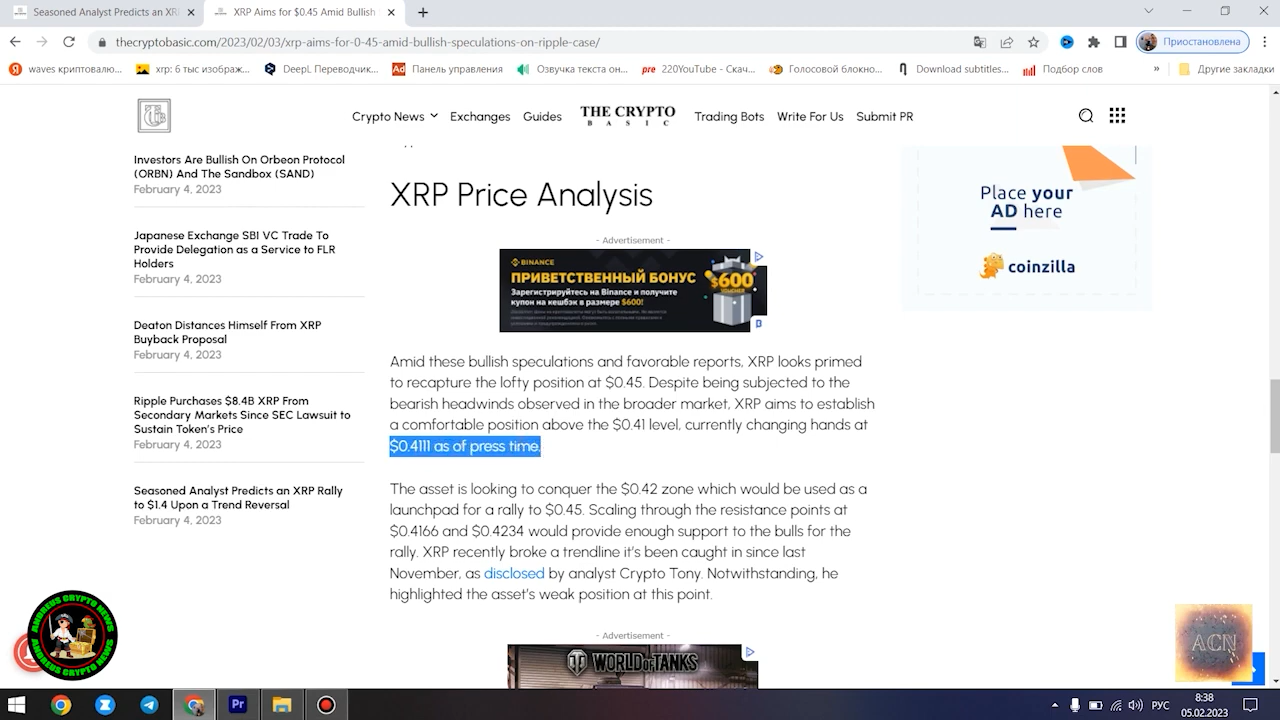 Seasoned Analyst Predicts an XRP
XRP Aims for $0.45 Amid Bullish
thecryptobasic.com/2023/02/03/xrp-aims-for-0-45-amid-bullish-speculations-on-ripple-case/
Приостановлена
waves криптовалю...
xrp: 6 тыс изображ...
DeepL Переводчик...
Панель управления
Озвучка текста он...
220YouTube - Скач...
Голосовой блокно...
Download subtitles...
Подбор слов
»
Другие закладки
Crypto News
Exchanges
Guides
THE CRYPTO
BASIC
Trading Bots
Write For Us
Submit PR
Investors Are Bullish On Orbeon Protocol
(ORBN) And The Sandbox (SAND)
February 4, 2023
Japanese Exchange SBI VC Trade To
Provide Delegation as a Service to FLR
Holders
February 4, 2023
Deaton Distances Himself From XRP
Buyback Proposal
February 4, 2023
Ripple Purchases $8.4B XRP From
Secondary Markets Since SEC Lawsuit to
Sustain Token's Price
February 4, 2023
Seasoned Analyst Predicts an XRP Rally
to $1.4 Upon a Trend Reversal
February 4, 2023
XRP Price Analysis
- Advertisement -
BINANCE
ПРИВЕТСТВЕННЫЙ БОНУС
Зарегистрируйтесь на Binance и получите
купон на кешбэк в размере $600!
$600
VOUCHER
Amid these bullish speculations and favorable reports, XRP looks primed
to recapture the lofty position at $0.45. Despite being subjected to the
bearish headwinds observed in the broader market, XRP aims to establish
a comfortable position above the $0.41 level, currently changing hands at
$0.4111 as of press time.
The asset is looking to conquer the $0.42 zone which would be used as a
launchpad for a rally to $0.45. Scaling through the resistance points at
$0.4166 and $0.4234 would provide enough support to the bulls for the
rally. XRP recently broke a trendline it's been caught in since last
November, as disclosed by analyst Crypto Tony. Notwithstanding, he
highlighted the asset's weak position at this point.
- Advertisement -
WORLD OF TANKS
Place your
AD here
coinzilla
ANDREUS CRYPTO NEWS
ANDREUS CRYPTO NEWS
ACN
Pr
РУС
8:38
05.02.2023